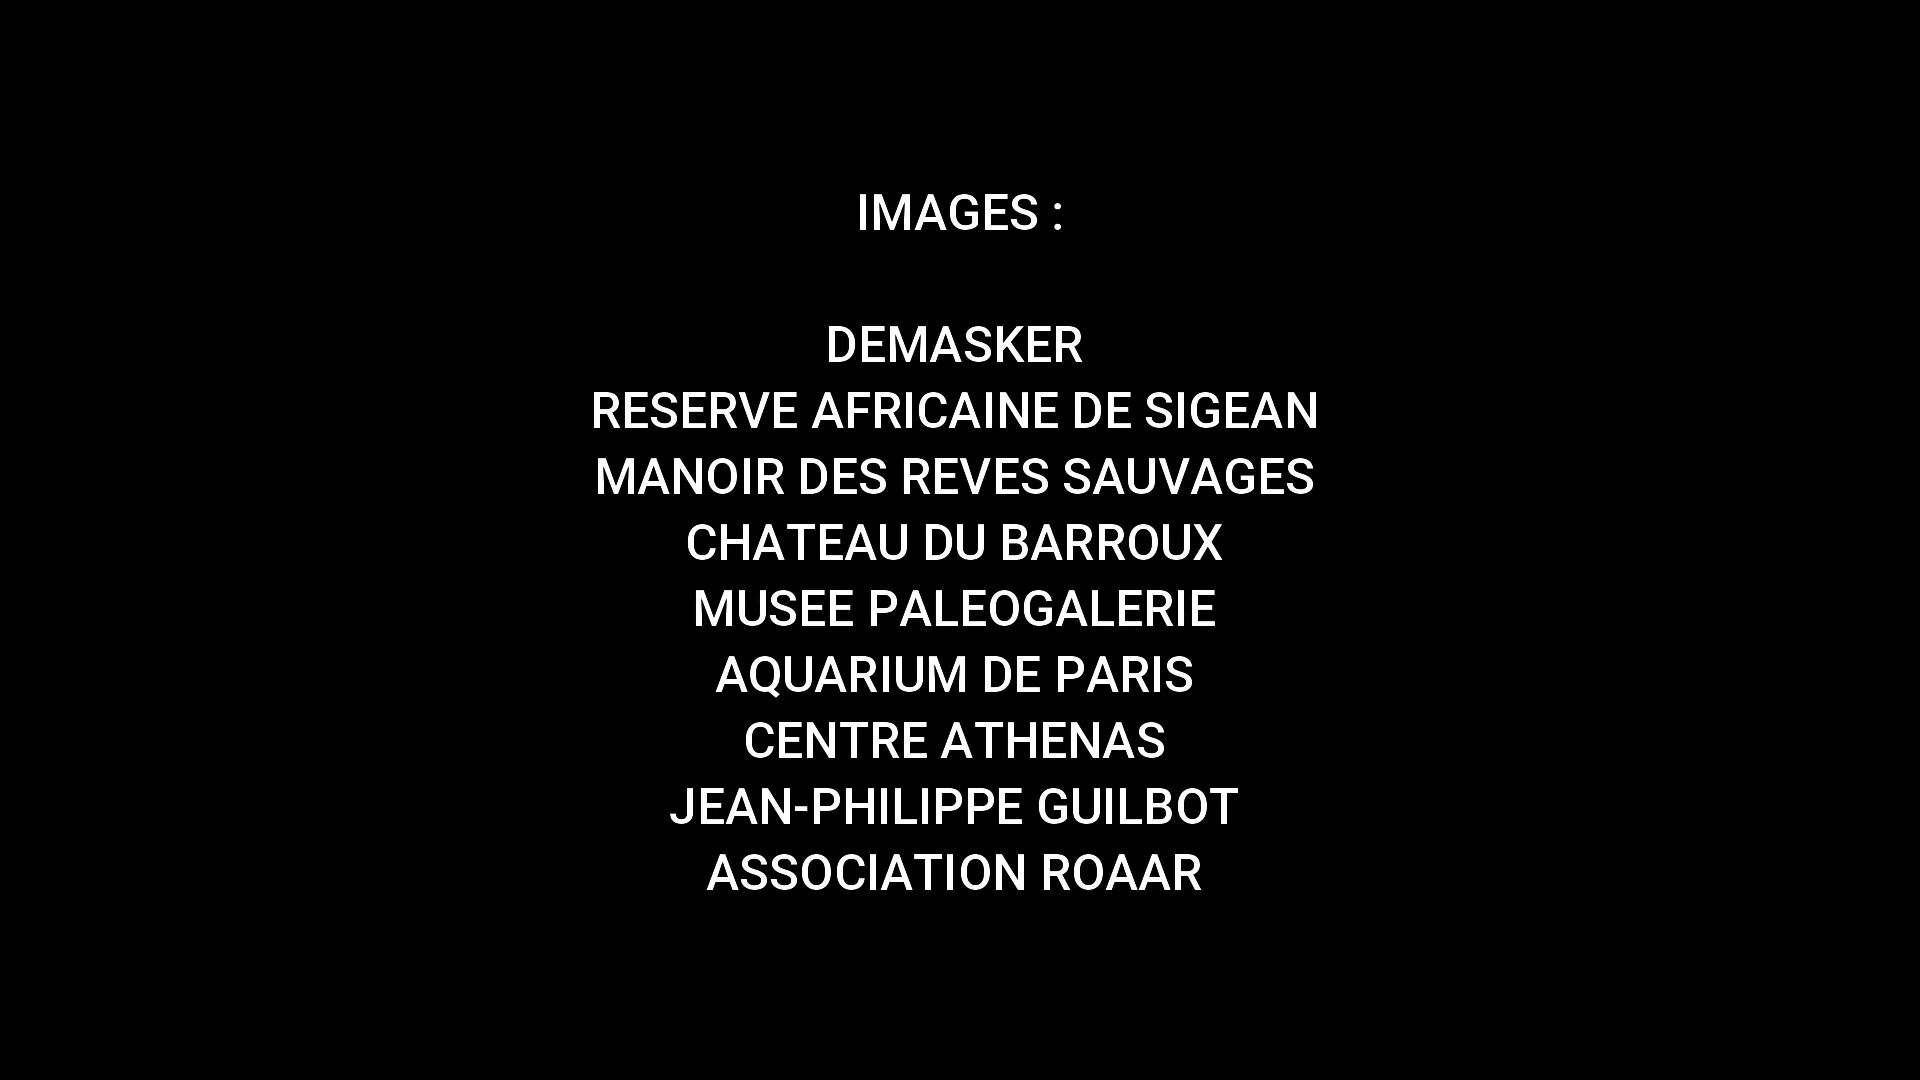 IMAGES :
DEMASKER
RESERVE AFRICAINE DE SIGEAN
MANOIR DES REVES SAUVAGES
CHATEAU DU BARROUX
MUSEE PALEOGALERIE
AQUARIUM DE PARIS
CENTRE ATHENAS
JEAN-PHILIPPE GUILBOT
ASSOCIATION ROAAR